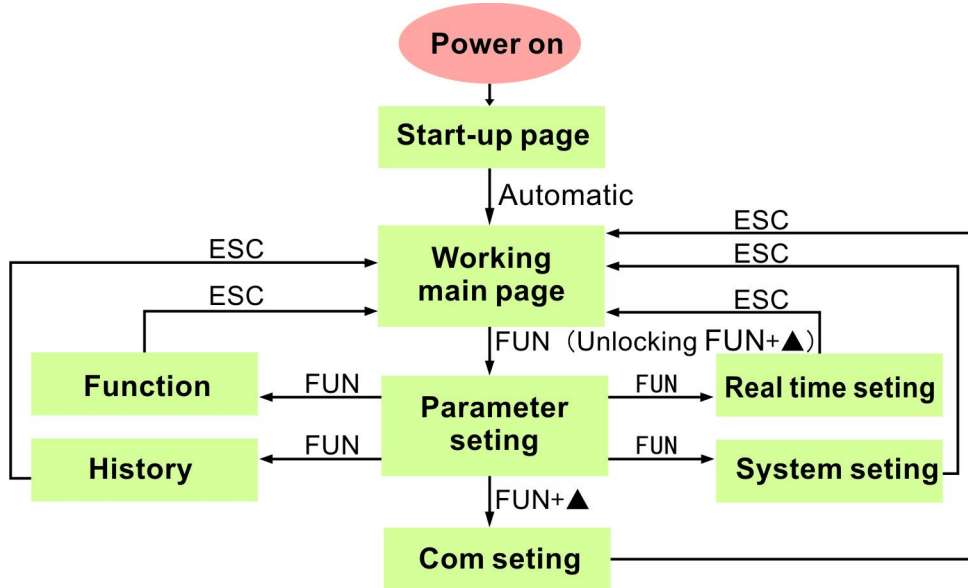 Power on
Start-up page
Automatic
ESC
ESC
ESC
Working
main page
ESC
ESC
FUN (Unlocking FUN+▲)
Function
FUN
Parameter
seting
FUN
Real time seting
History
FUN
FUN
System seting
FUN+▲
Com seting